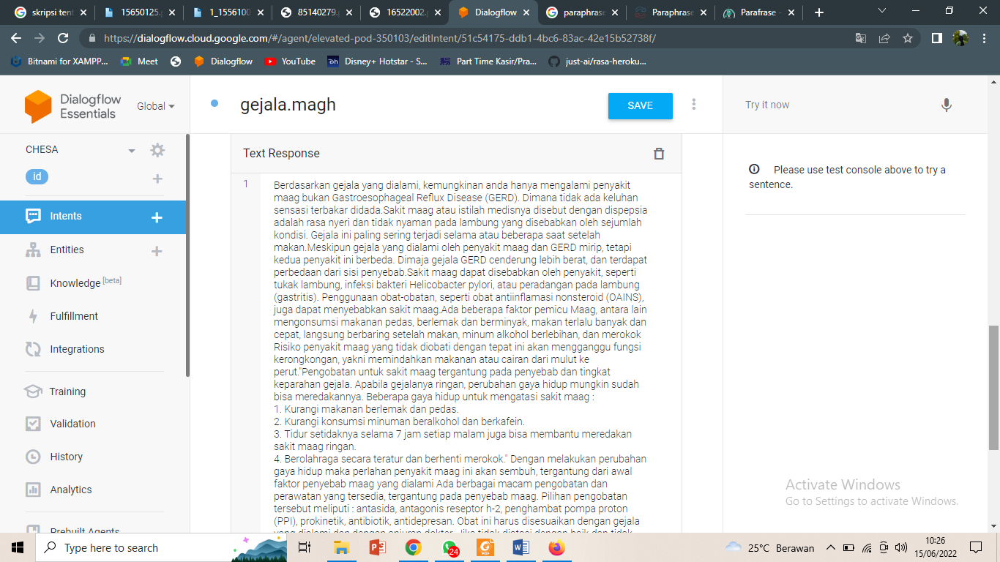 skripsi tent
15650125.p
1_1556100
85140279.p
16522002.p
Dialogflow
paraphrase
Paraphrase
Parafrase -
https://dialogflow.cloud.google.com/#/agent/elevated-pod-350103/editIntent/51c54175-ddb1-4bc6-83ac-42e15b52738f/
Bitnami for XAMPP...
Meet
Dialogflow
YouTube
Disney+ Hotstar - S...
Part Time Kasir/Pra...
just-ai/rasa-heroku...
Dialogflow
Essentials
Global
gejala.magh
SAVE
Try it now
CHESA
id
Intents
Entities
Knowledge [beta]
Fulfillment
Integrations
Training
Validation
History
Analytics
Prebuilt Agents
Text Response
1
Berdasarkan gejala yang dialami, kemungkinan anda hanya mengalami penyakit
maag bukan Gastroesophageal Reflux Disease (GERD). Dimana tidak ada keluhan
sensasi terbakar didada.Sakit maag atau istilah medisnya disebut dengan dispepsia
adalah rasa nyeri dan tidak nyaman pada lambung yang disebabkan oleh sejumlah
kondisi. Gejala ini paling sering terjadi selama atau beberapa saat setelah
makan.Meskipun gejala yang dialami oleh penyakit maag dan GERD mirip, tetapi
kedua penyakit ini berbeda. Dimaja gejala GERD cenderung lebih berat, dan terdapat
perbedaan dari sisi penyebab.Sakit maag dapat disebabkan oleh penyakit, seperti
tukak lambung, infeksi bakteri Helicobacter pylori, atau peradangan pada lambung
(gastritis). Penggunaan obat-obatan, seperti obat antiinflamasi nonsteroid (OAINS),
juga dapat menyebabkan sakit maag.Ada beberapa faktor pemicu Maag, antara lain
mengonsumsi makanan pedas, berlemak dan berminyak, makan terlalu banyak dan
cepat, langsung berbaring setelah makan, minum alkohol berlebihan, dan merokok
Risiko penyakit maag yang tidak diobati dengan tepat ini akan mengganggu fungsi
kerongkongan, yakni memindahkan makanan atau cairan dari mulut ke
perut."Pengobatan untuk sakit maag tergantung pada penyebab dan tingkat
keparahan gejala. Apabila gejalanya ringan, perubahan gaya hidup mungkin sudah
bisa meredakannya. Beberapa gaya hidup untuk mengatasi sakit maag :
1. Kurangi makanan berlemak dan pedas.
2. Kurangi konsumsi minuman beralkohol dan berkafein.
3. Tidur setidaknya selama 7 jam setiap malam juga bisa membantu meredakan
sakit maag ringan.
4. Berolahraga secara teratur dan berhenti merokok." Dengan melakukan perubahan
gaya hidup maka perlahan penyakit maag ini akan sembuh, tergantung dari awal
faktor penyebab maag yang dialami Ada berbagai macam pengobatan dan
perawatan yang tersedia, tergantung pada penyebab maag. Pilihan pengobatan
tersebut meliputi : antasida, antagonis reseptor h-2, penghambat pompa proton
(PPI), prokinetik, antibiotik, antidepresan. Obat ini harus disesuaikan dengan gejala
Please use test console above to try a
sentence.
Activate Windows
Go to Settings to activate Windows.
Type here to search
24
25°C Berawan
10:26
15/06/2022